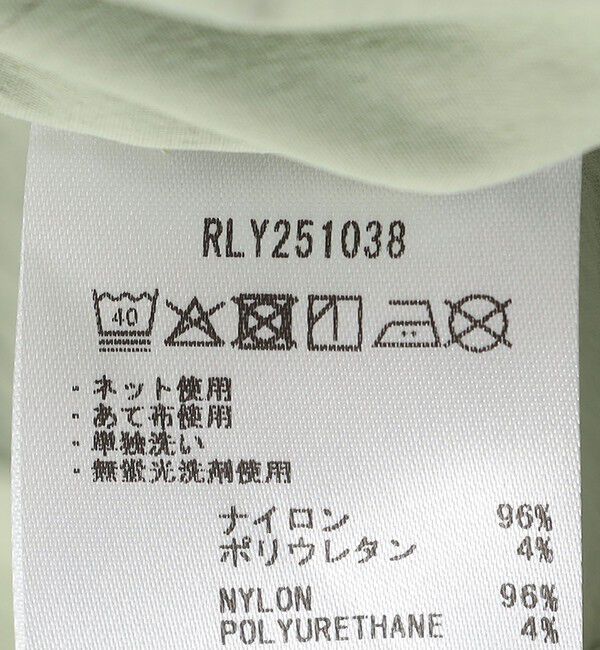 RLY251038
40
・ネット使用
・あて布使用
・単独洗い
・無蛍光洗剤使用
ナイロン 96%
ポリウレタン 4%
NYLON 96%
POLYURETHANE 4%